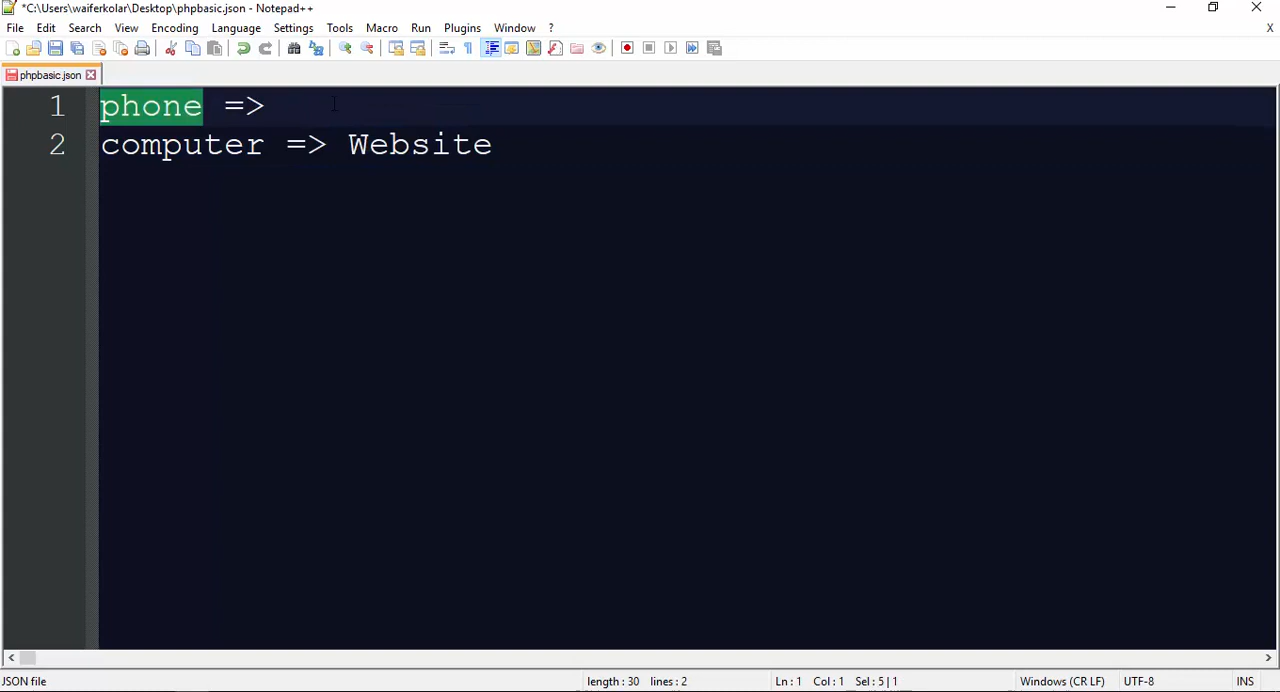 *C:\Users\waiferkolar\Desktop\phpbasic.json - Notepad++
File Edit Search View Encoding Language Settings Tools Macro Run Plugins Window ? X
phpbasic.json
1 phone =>
2 computer => Website
JSON file length : 30 lines : 2 Ln : 1 Col : 1 Sel : 5 | 1 Windows (CR LF) UTF-8 INS